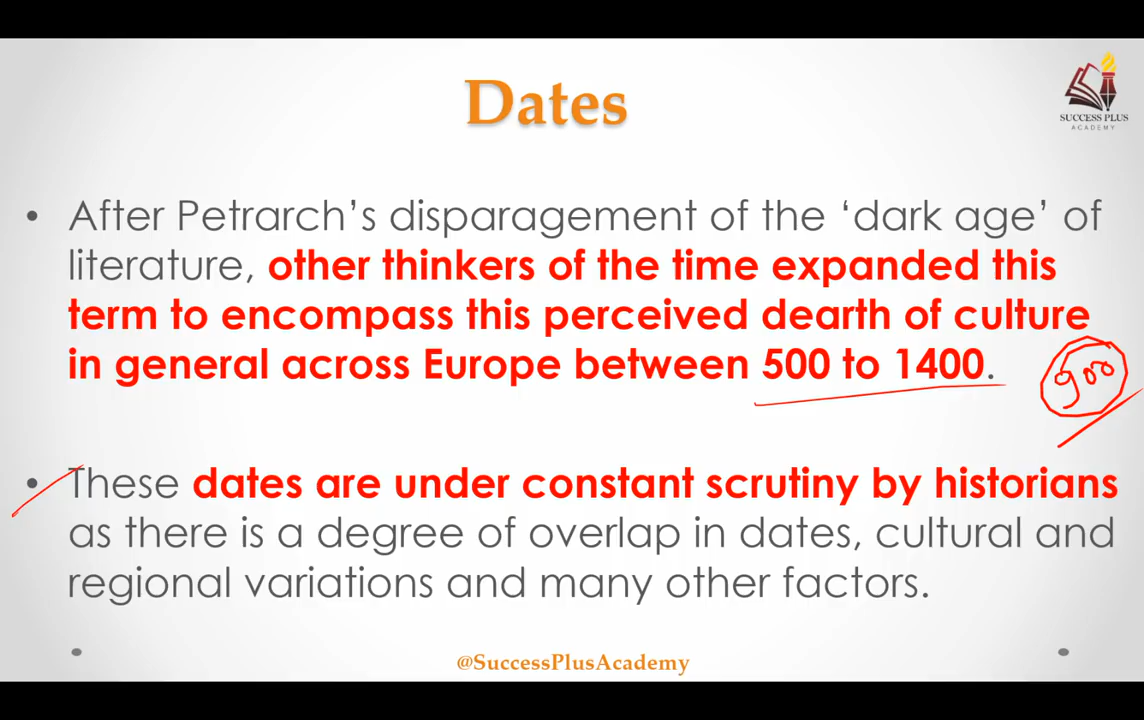 Dates
SUCCESS PLUS
ACADEMY
• After Petrarch’s disparagement of the ‘dark age’ of
literature, other thinkers of the time expanded this
term to encompass this perceived dearth of culture
in general across Europe between 500 to 1400.
900
• These dates are under constant scrutiny by historians
as there is a degree of overlap in dates, cultural and
regional variations and many other factors.
@SuccessPlusAcademy